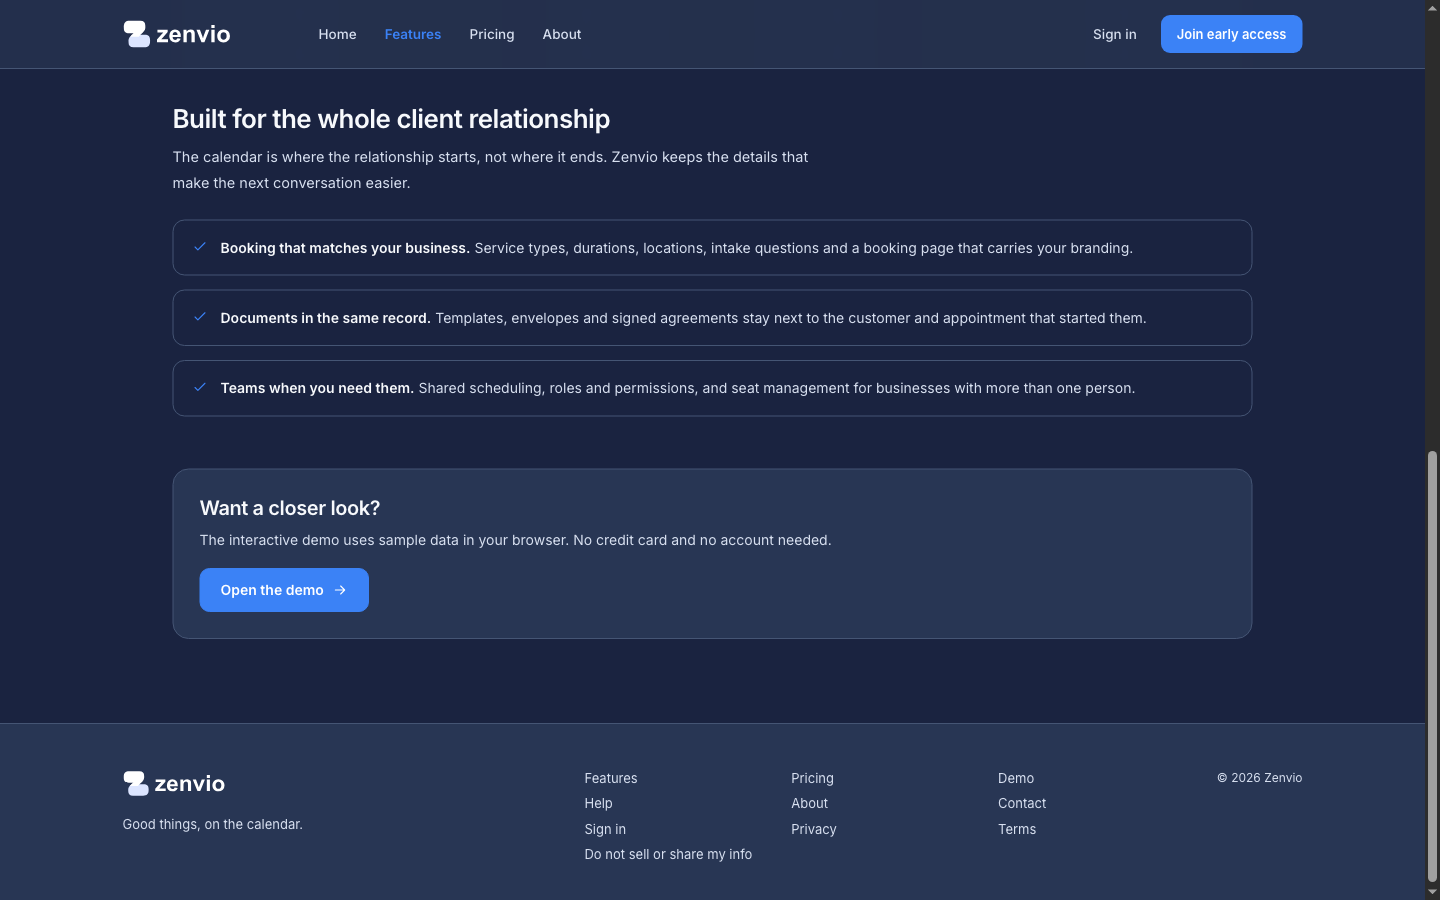 zenvio
Home
Features
Pricing
About
Sign in
Join early access
Built for the whole client relationship
The calendar is where the relationship starts, not where it ends. Zenvio keeps the details that
make the next conversation easier.
Booking that matches your business. Service types, durations, locations, intake questions and a booking page that carries your branding.
Documents in the same record. Templates, envelopes and signed agreements stay next to the customer and appointment that started them.
Teams when you need them. Shared scheduling, roles and permissions, and seat management for businesses with more than one person.
Want a closer look?
The interactive demo uses sample data in your browser. No credit card and no account needed.
Open the demo →
zenvio
Good things, on the calendar.
Features
Help
Sign in
Do not sell or share my info
Pricing
About
Privacy
Demo
Contact
Terms
© 2026 Zenvio